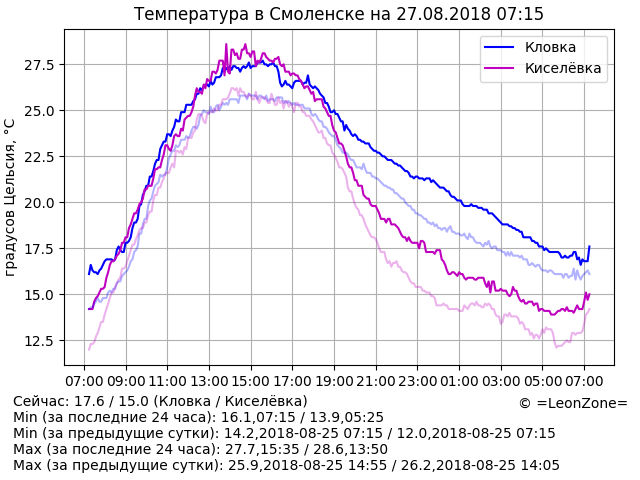 Температура в Смоленске на 27.08.2018 07:15
Кловка
Киселёвка
градусов Цельсия, °C
27.5
25.0
22.5
20.0
17.5
15.0
12.5
07:00 09:00 11:00 13:00 15:00 17:00 19:00 21:00 23:00 01:00 03:00 05:00 07:00
Сейчас: 17.6 / 15.0 (Кловка / Киселёвка)
© =LeonZone=
Min (за последние 24 часа): 16.1,07:15 / 13.9,05:25
Min (за предыдущие сутки): 14.2,2018-08-25 07:15 / 12.0,2018-08-25 07:15
Max (за последние 24 часа): 27.7,15:35 / 28.6,13:50
Max (за предыдущие сутки): 25.9,2018-08-25 14:55 / 26.2,2018-08-25 14:05